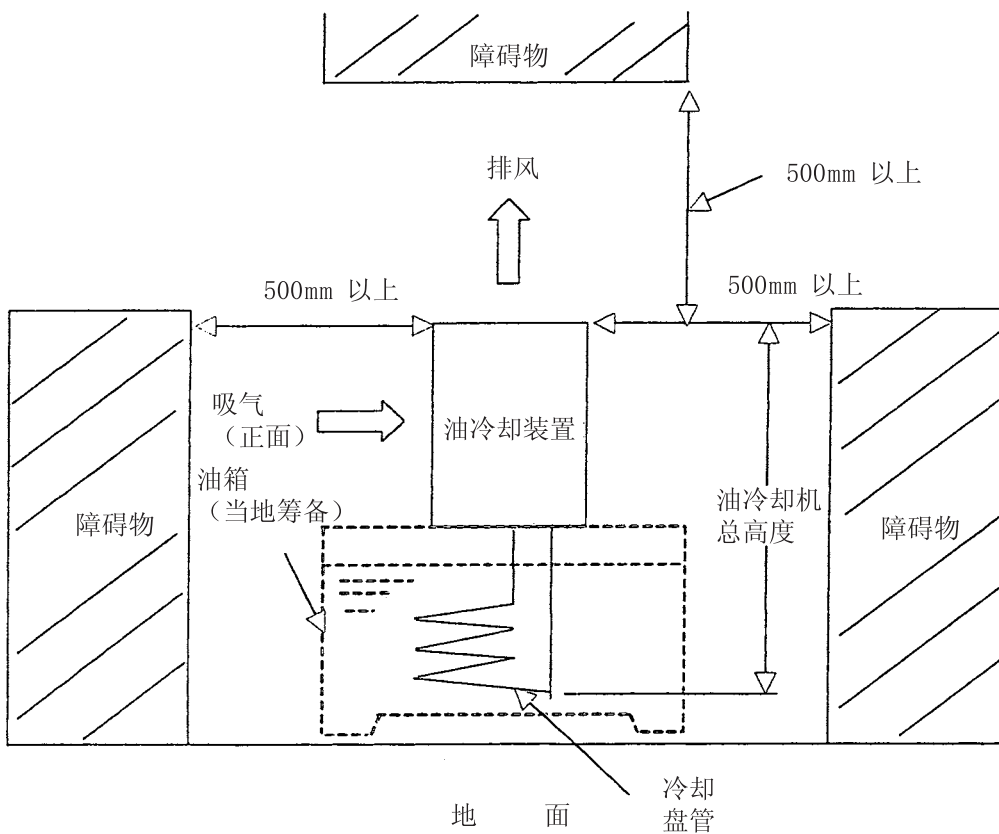 障碍物
排风
500mm 以上
500mm 以上
500mm 以上
吸气
（正面）
油冷却装置
油箱
（当地筹备）
障碍物
油冷却机
总高度
障碍物
冷却
盘管
地 面